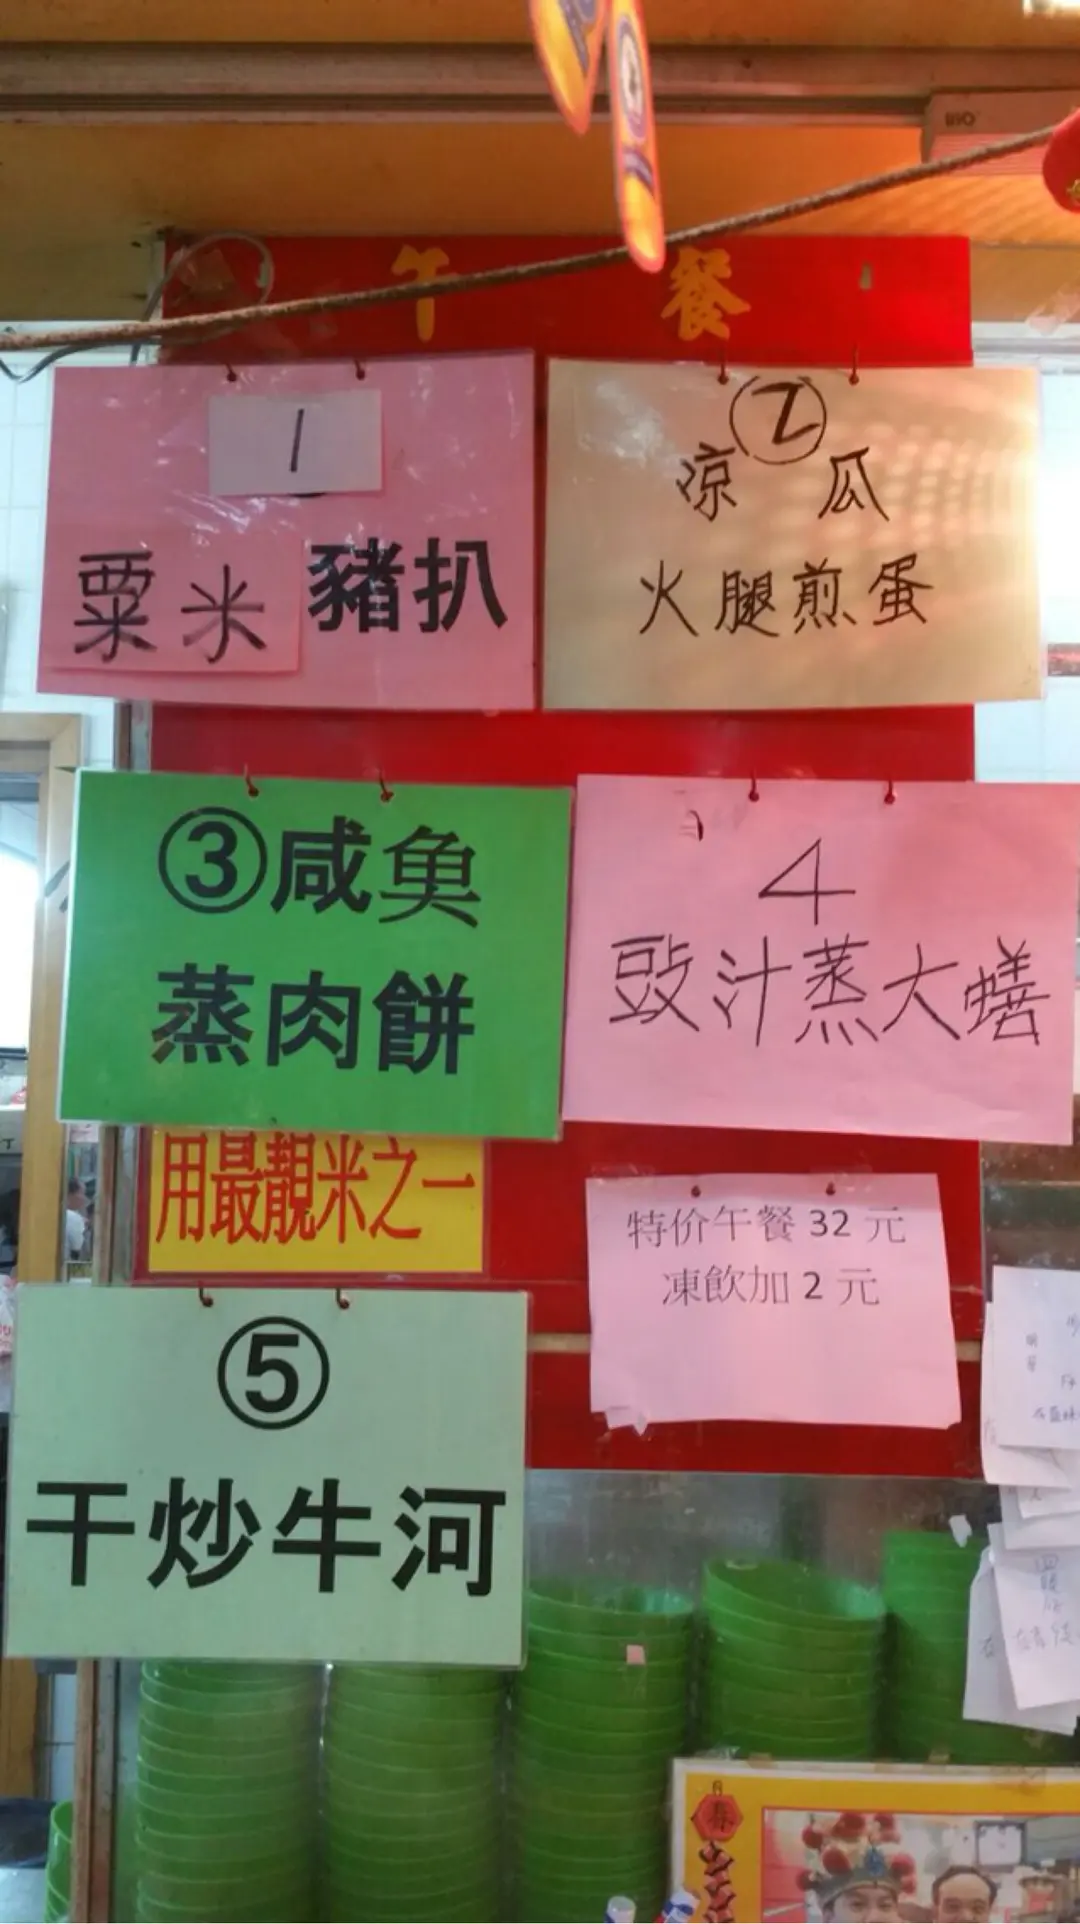 午餐
1
粟米豬扒
②
凉瓜
火腿煎蛋
③咸魚
蒸肉餅
4
豉汁蒸大鱔
用最靚米之一
特价午餐 32 元
凍飲加 2 元
⑤
干炒牛河